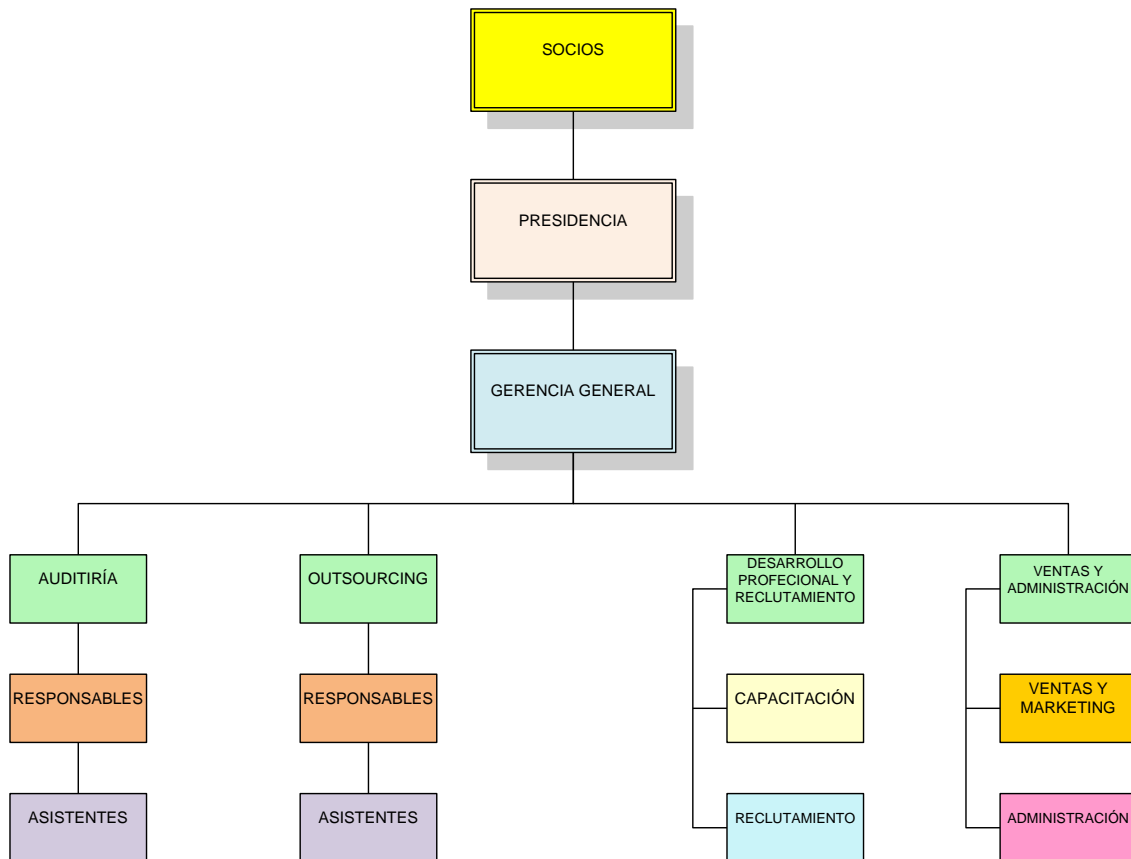 SOCIOS
PRESIDENCIA
GERENCIA GENERAL
AUDITIRÍA
OUTSOURCING
DESARROLLO
PROFECIONAL Y
RECLUTAMIENTO
VENTAS Y
ADMINISTRACIÓN
RESPONSABLES
RESPONSABLES
CAPACITACIÓN
VENTAS Y
MARKETING
ASISTENTES
ASISTENTES
RECLUTAMIENTO
ADMINISTRACIÓN